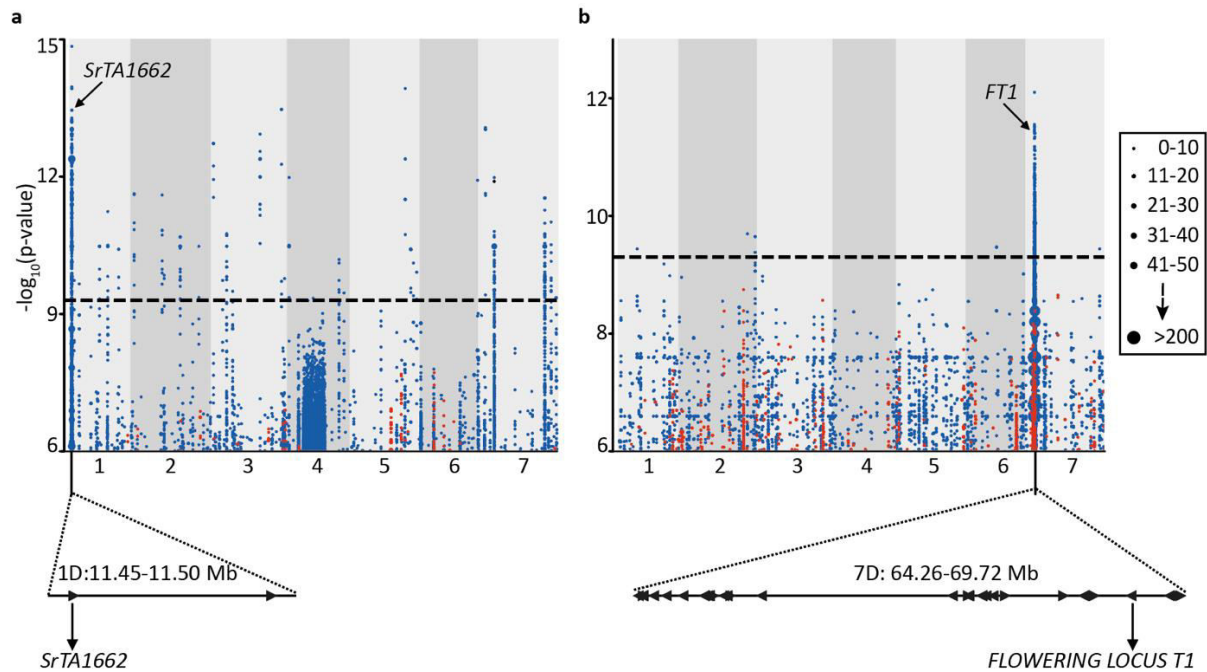 a
b
15
12
9
6
-log10(p-value)
SrTA1662
1 2 3 4 5 6 7
12
10
8
6
FT1
1 2 3 4 5 6 7
0-10
11-20
21-30
31-40
41-50
>200
1D:11.45-11.50 Mb
7D: 64.26-69.72 Mb
SrTA1662
FLOWERING LOCUS T1